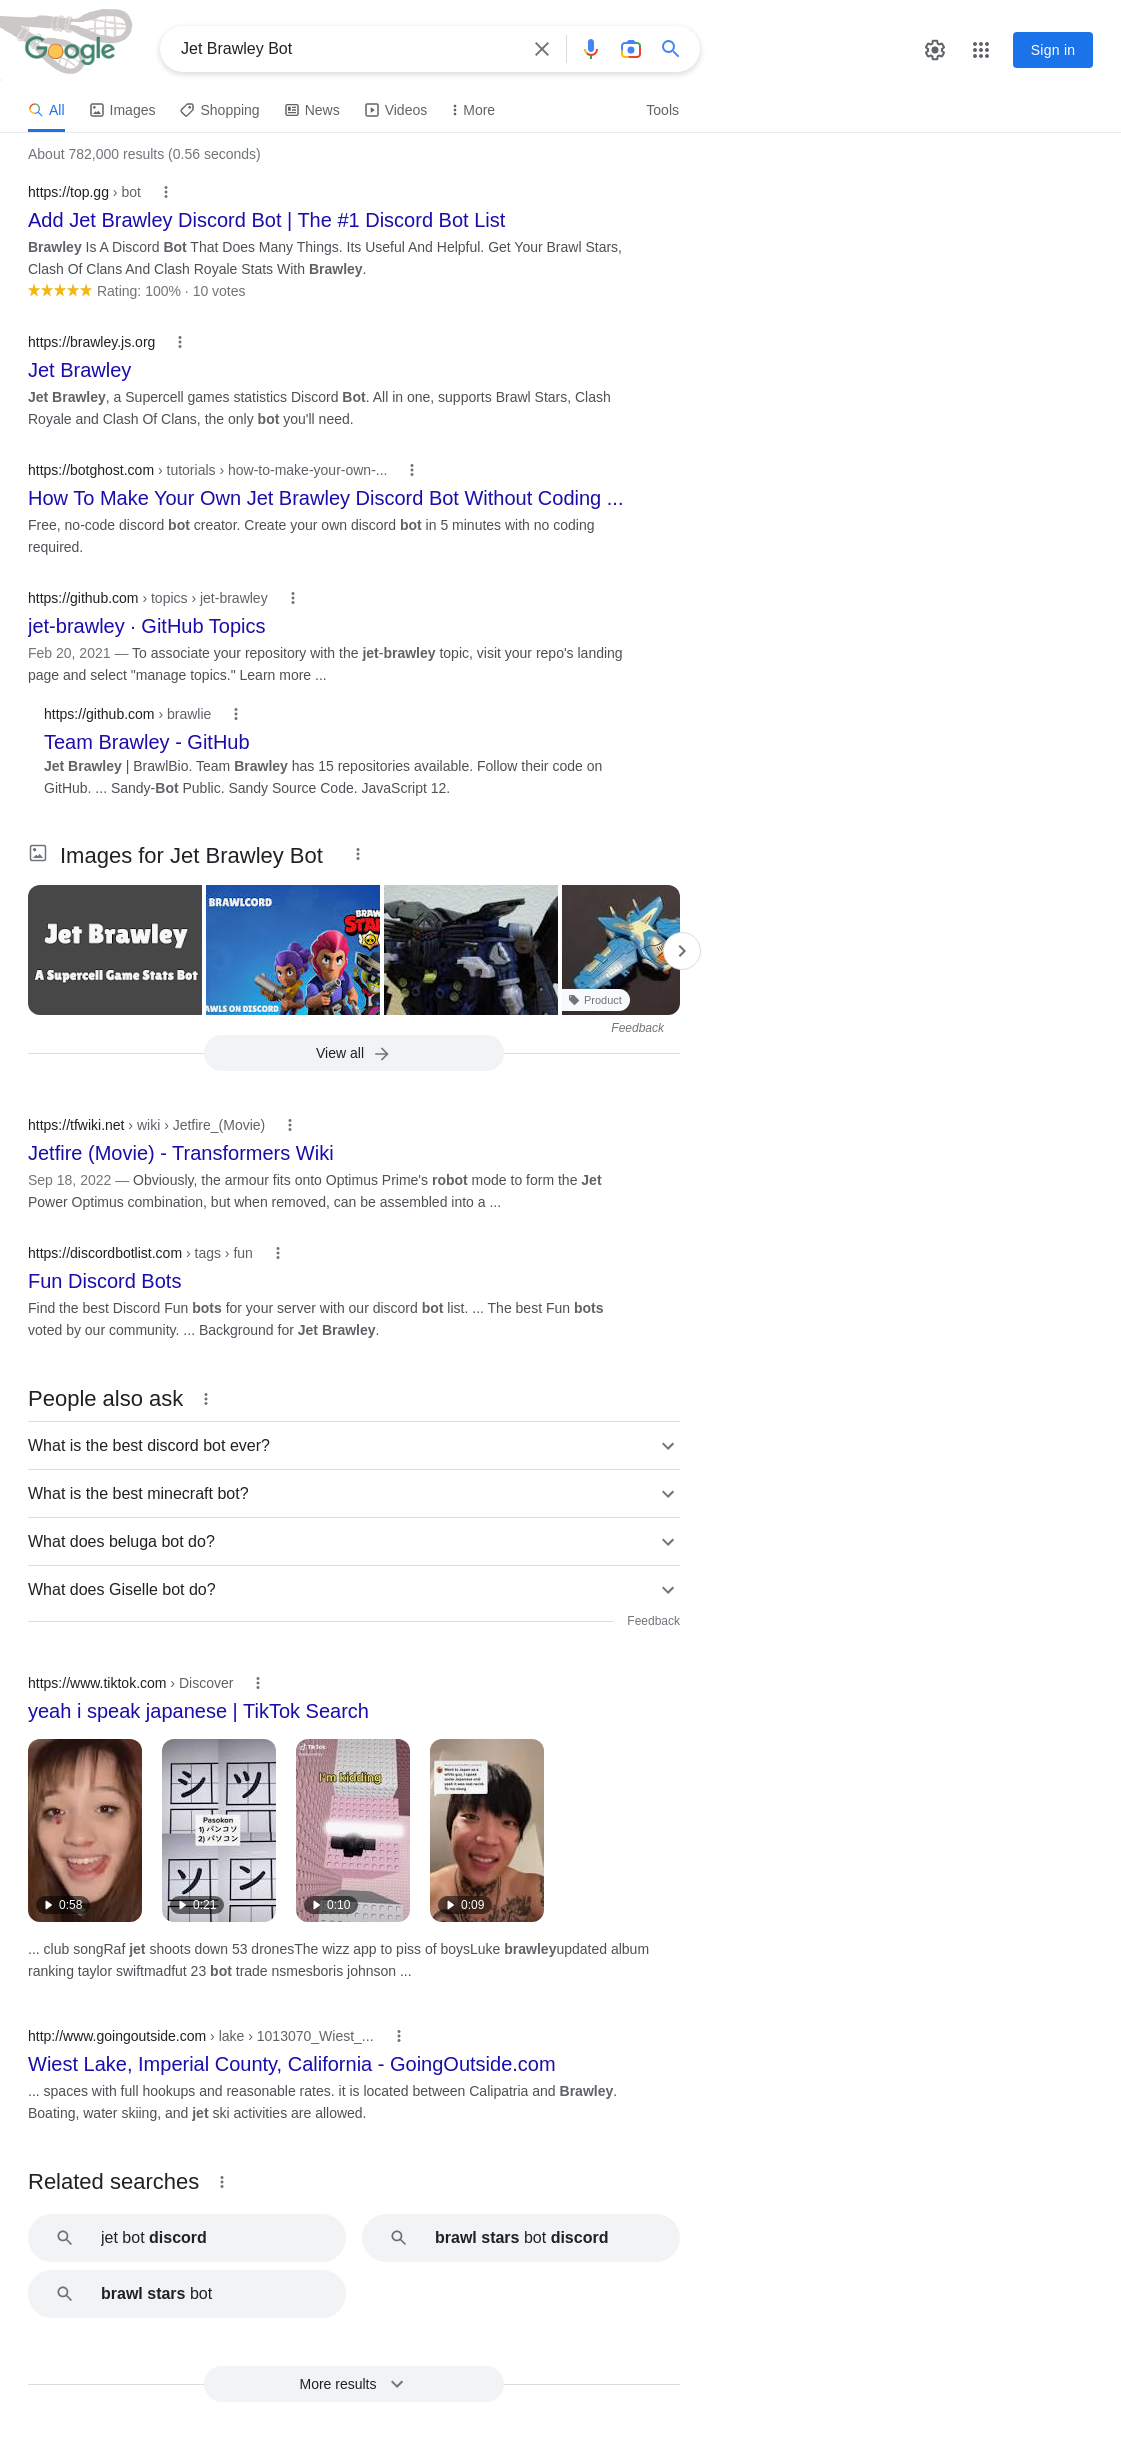 Google
Jet Brawley Bot
Sign in
All
Images
Shopping
News
Videos
More
Tools
About 782,000 results (0.56 seconds)
https://top.gg › bot
Add Jet Brawley Discord Bot | The #1 Discord Bot List
Brawley Is A Discord Bot That Does Many Things. Its Useful And Helpful. Get Your Brawl Stars,
Clash Of Clans And Clash Royale Stats With Brawley.
Rating: 100% · 10 votes
https://brawley.js.org
Jet Brawley
Jet Brawley, a Supercell games statistics Discord Bot. All in one, supports Brawl Stars, Clash
Royale and Clash Of Clans, the only bot you'll need.
https://botghost.com › tutorials › how-to-make-your-own-...
How To Make Your Own Jet Brawley Discord Bot Without Coding ...
Free, no-code discord bot creator. Create your own discord bot in 5 minutes with no coding
required.
https://github.com › topics › jet-brawley
jet-brawley · GitHub Topics
Feb 20, 2021 — To associate your repository with the jet-brawley topic, visit your repo's landing
page and select "manage topics." Learn more ...
https://github.com › brawlie
Team Brawley - GitHub
Jet Brawley | BrawlBio. Team Brawley has 15 repositories available. Follow their code on
GitHub. ... Sandy-Bot Public. Sandy Source Code. JavaScript 12.
Images for Jet Brawley Bot
Jet Brawley
A Supercell Game Stats Bot
BRAWLCORD
BRAW
STA
AWLS ON DISCORD
Product
Feedback
View all
https://tfwiki.net › wiki › Jetfire_(Movie)
Jetfire (Movie) - Transformers Wiki
Sep 18, 2022 — Obviously, the armour fits onto Optimus Prime's robot mode to form the Jet
Power Optimus combination, but when removed, can be assembled into a ...
https://discordbotlist.com › tags › fun
Fun Discord Bots
Find the best Discord Fun bots for your server with our discord bot list. ... The best Fun bots
voted by our community. ... Background for Jet Brawley.
People also ask
What is the best discord bot ever?
What is the best minecraft bot?
What does beluga bot do?
What does Giselle bot do?
Feedback
https://www.tiktok.com › Discover
yeah i speak japanese | TikTok Search
0:58
シ ツ
Pasokon
1) パンコソ
2) パソコン
ソ ン
0:21
TikTok
I'm kidding
0:10
0:09
... club songRaf jet shoots down 53 dronesThe wizz app to piss of boysLuke brawleyupdated album
ranking taylor swiftmadfut 23 bot trade nsmesboris johnson ...
http://www.goingoutside.com › lake › 1013070_Wiest_...
Wiest Lake, Imperial County, California - GoingOutside.com
... spaces with full hookups and reasonable rates. it is located between Calipatria and Brawley.
Boating, water skiing, and jet ski activities are allowed.
Related searches
jet bot discord
brawl stars bot discord
brawl stars bot
More results